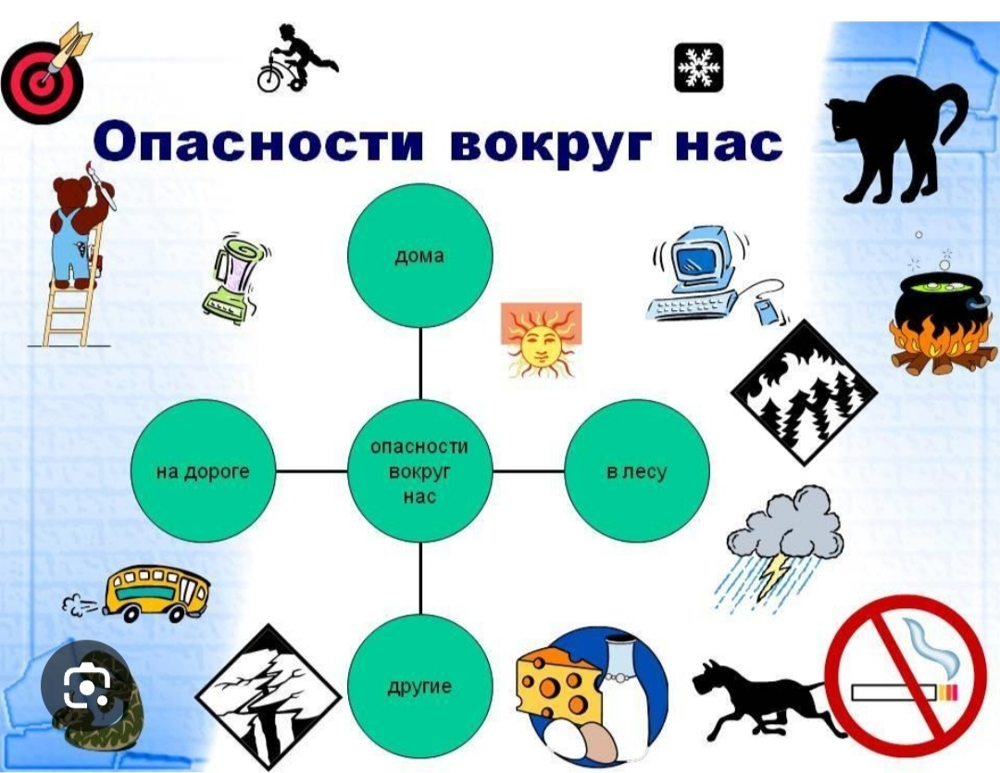 Опасности вокруг нас
дома
на дороге
опасности
вокруг
нас
в лесу
другие